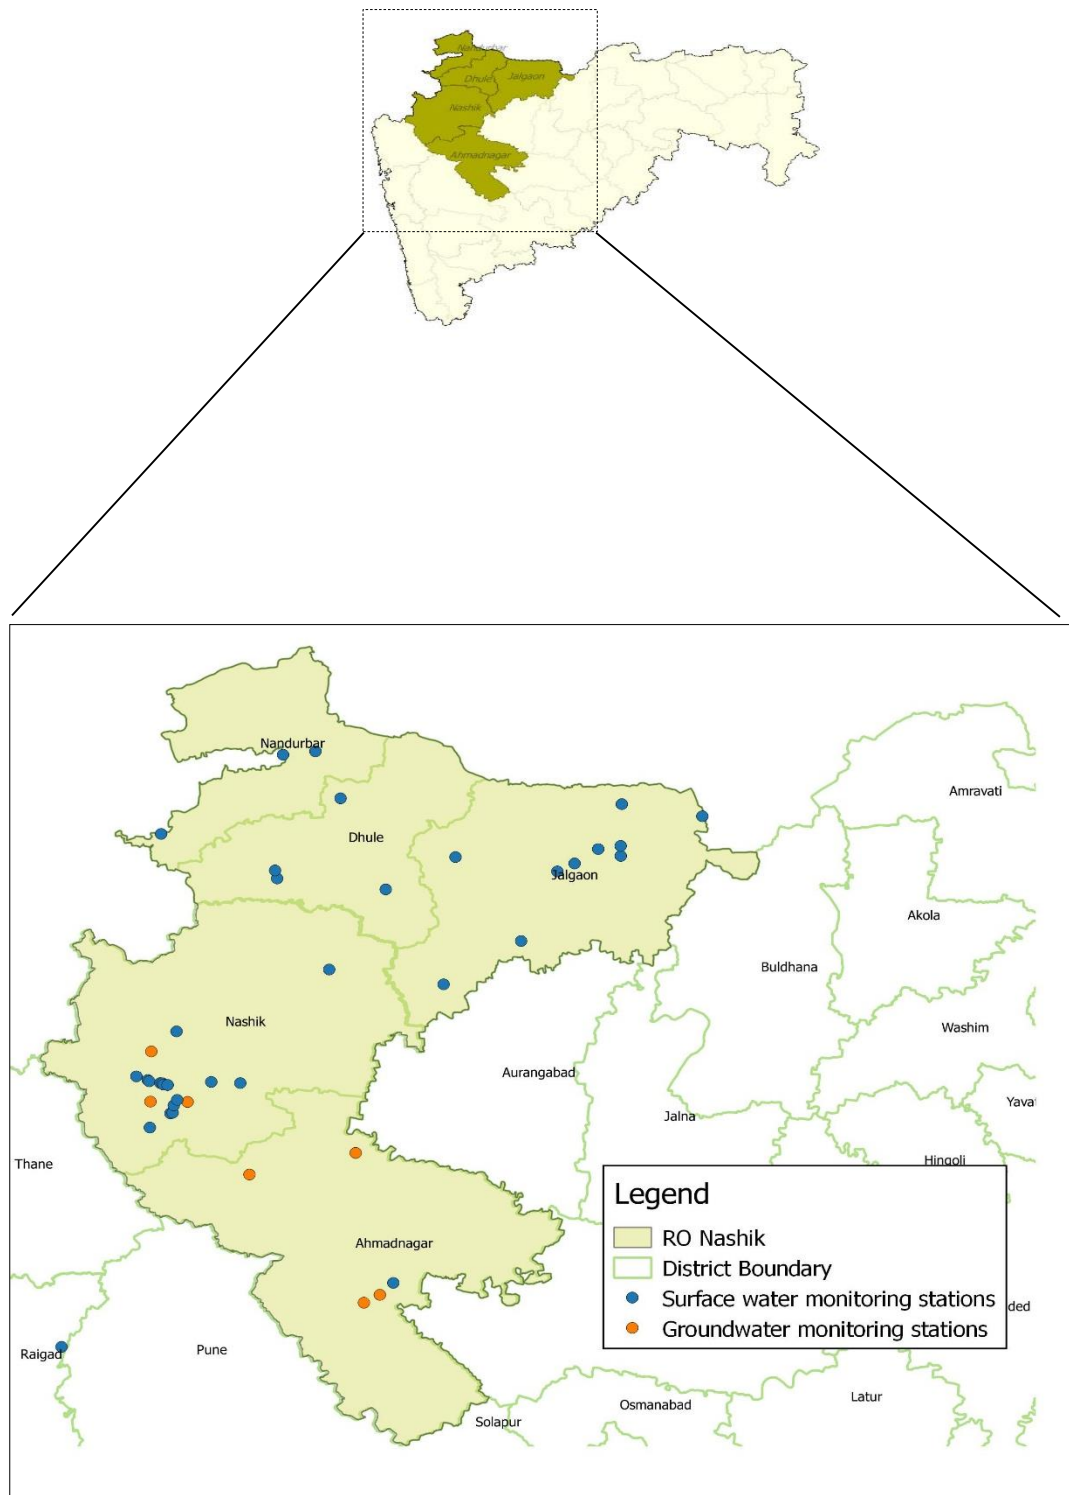 Nandurbar
Dhule
Jalgaon
Nashik
Ahmadnagar
Nandurbar
Amravati
Dhule
Jalgaon
Akola
Buldhana
Nashik
Washim
Aurangabad
Yava
Jalna
Thane
Hingoli
Legend
RO Nashik
Ahmadnagar
District Boundary
Surface water monitoring stations
ded
Groundwater monitoring stations
Raigad
Pune
Latur
Osmanabad
Solapur